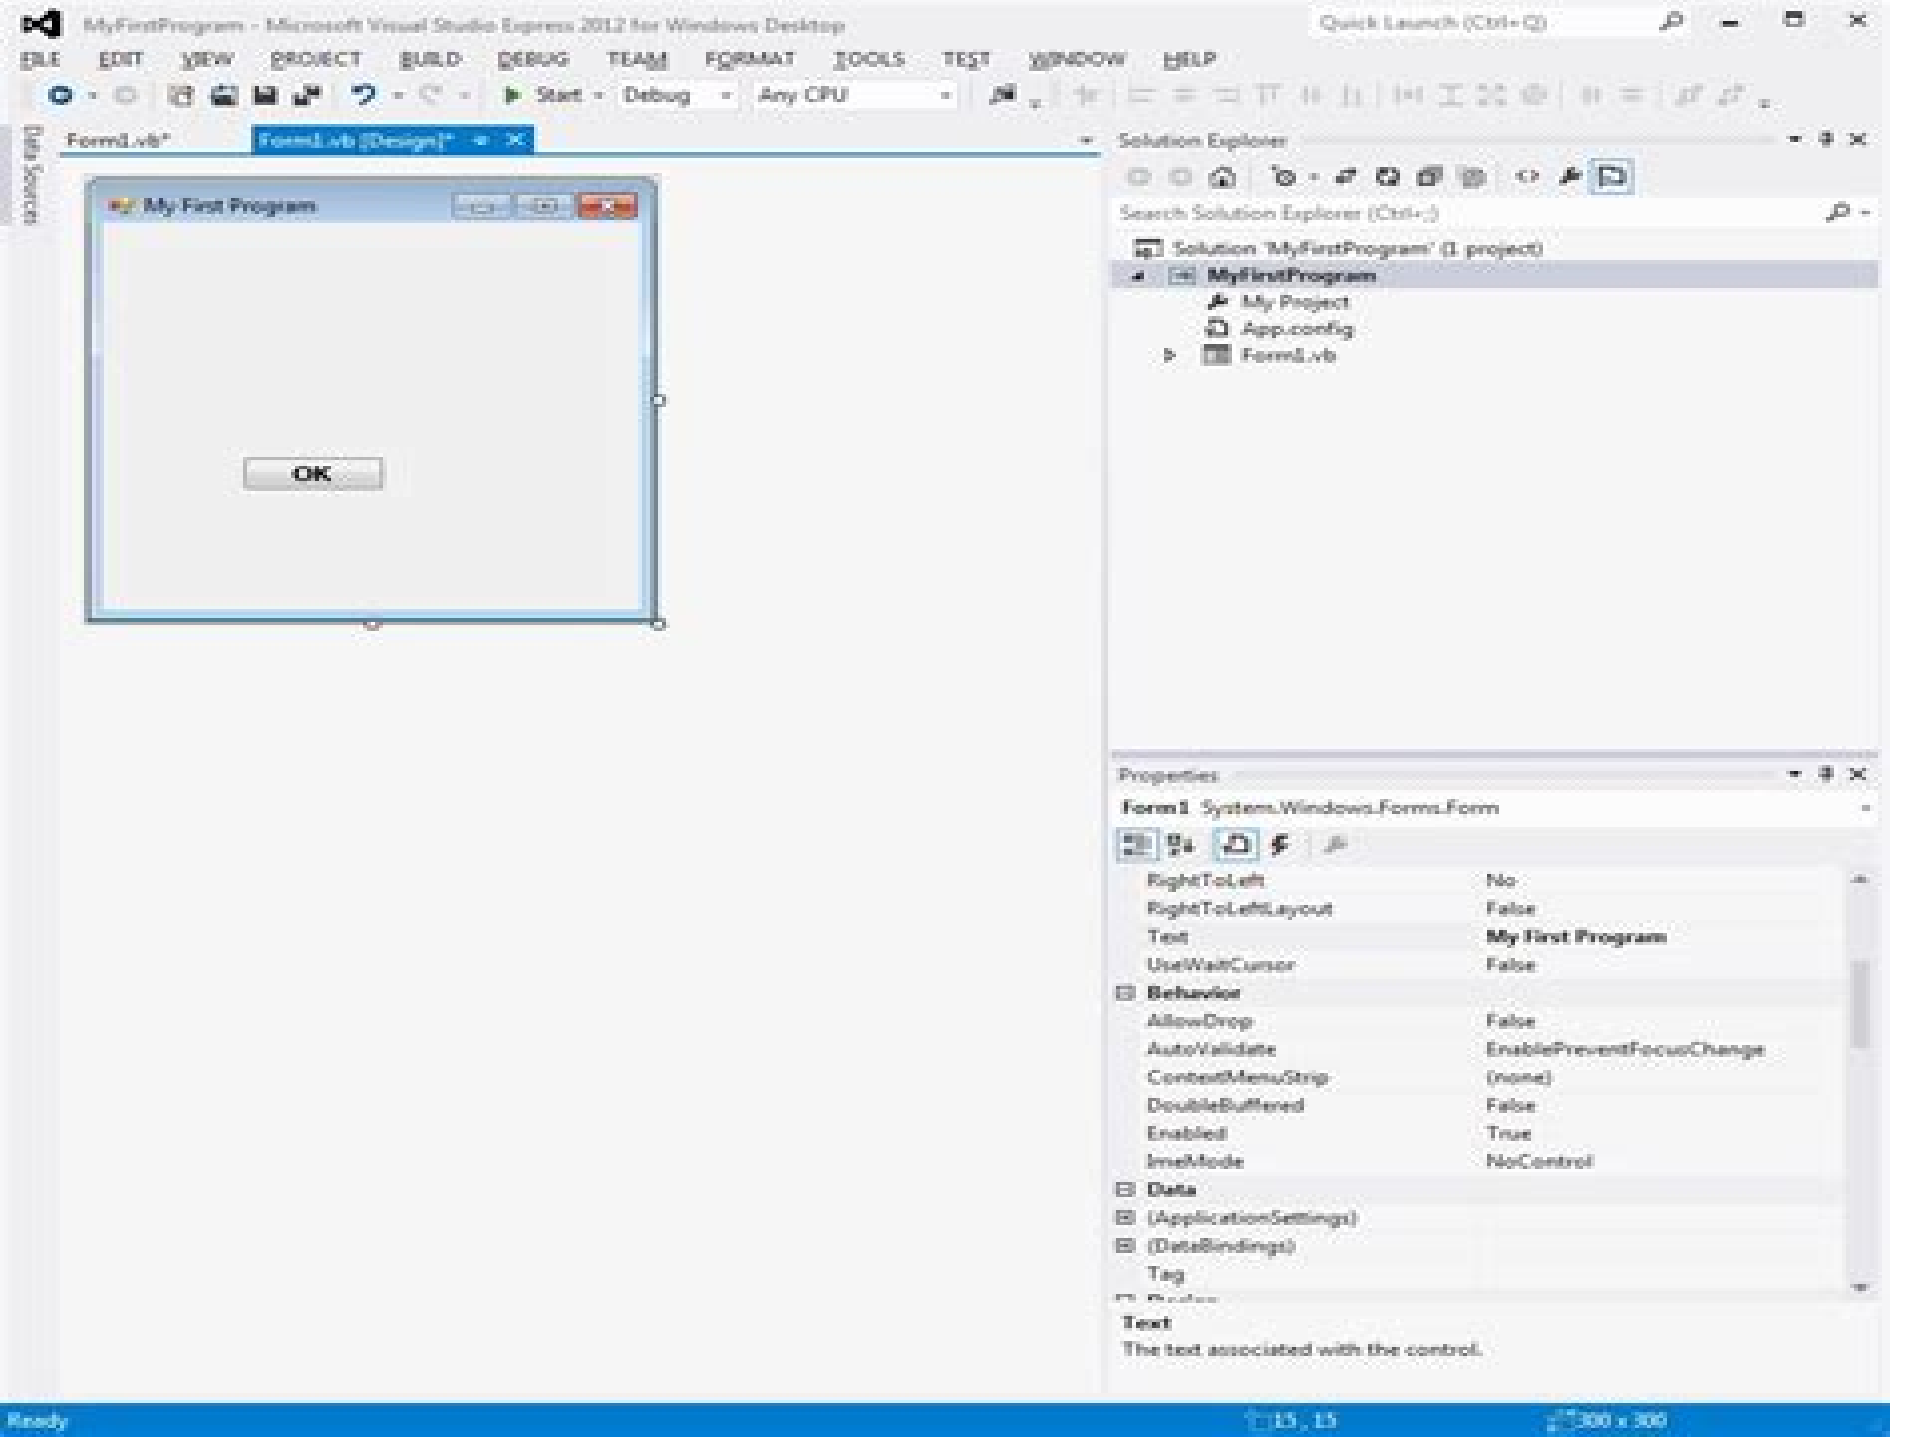 MyFirstProgram - Microsoft Visual Studio Express 2012 for Windows Desktop
Quick Launch (Ctrl+Q)
FILE EDIT VIEW PROJECT BUILD DEBUG TEAM FORMAT TOOLS TEST WINDOW HELP
Start Debug Any CPU
Data Sources
Form1.vb* Form1.vb [Design]*
My First Program
OK
Solution Explorer
Search Solution Explorer (Ctrl+;)
Solution 'MyFirstProgram' (1 project)
MyFirstProgram
My Project
App.config
Form1.vb
Properties
Form1 System.Windows.Forms.Form
RightToLeft No
RightToLeftLayout False
Text My First Program
UseWaitCursor False
Behavior
AllowDrop False
AutoValidate EnablePreventFocusChange
ContextMenuStrip (none)
DoubleBuffered False
Enabled True
ImeMode NoControl
Data
(ApplicationSettings)
(DataBindings)
Tag
Design
Text
The text associated with the control.
Ready 15 , 15 300 x 300